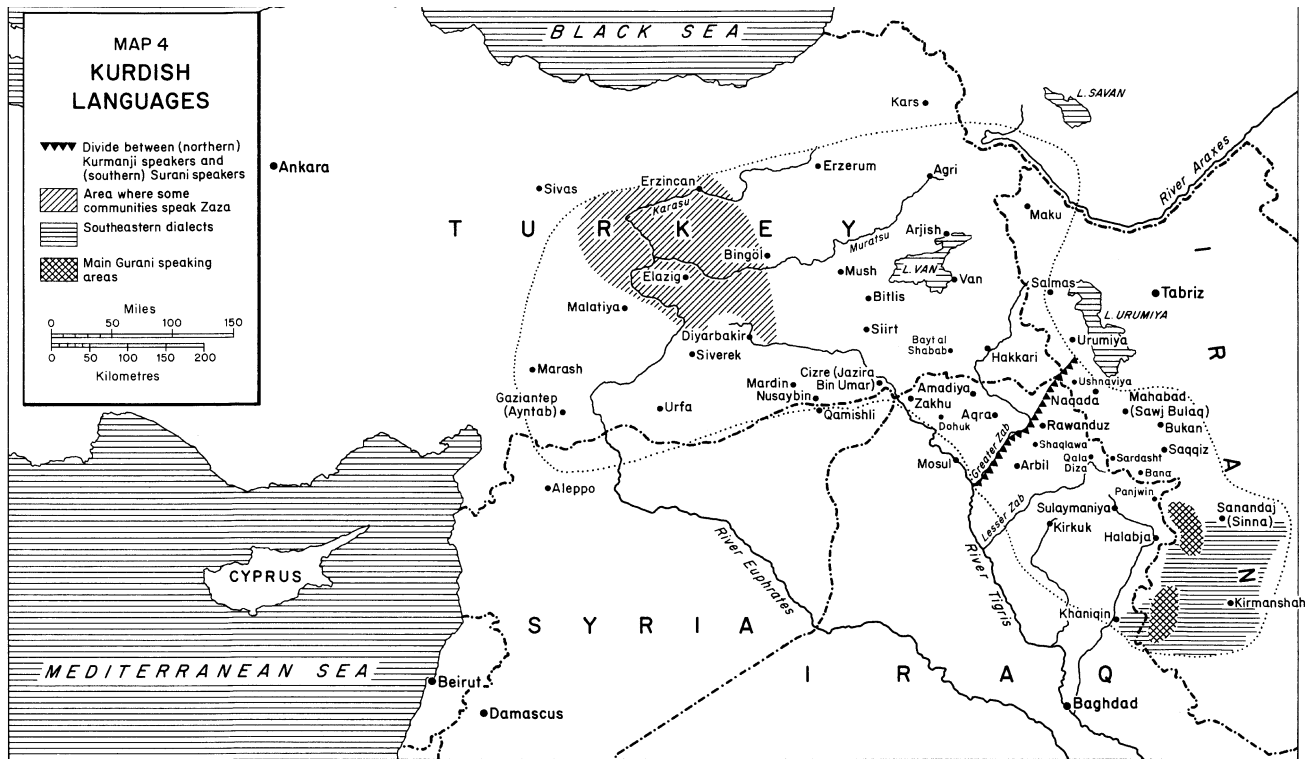 MAP 4
KURDISH
LANGUAGES
Divide between (northern)
Kurmanji speakers and
(southern) Surani speakers
Area where some
communities speak Zaza
Southeastern dialects
Main Gurani speaking
areas
Miles
0 50 100 150
0 50 100 150 200
Kilometres
BLACK SEA
L. SAVAN
Kars
Ankara
Erzerum
Agri
River Araxes
Sivas
Erzincan
Karasu
Maku
TURKEY
Arjish
Muratsu
Bingöl
L. VAN
Mush
Van
Elazig
Salmas
Tabriz
Bitlis
Malatiya
L. URUMIYA
Siirt
Diyarbakir
Bayt al
Shabab
Hakkari
Urumiya
Siverek
Marash
Cizre (Jazira
Bin Umar)
Mardin
Nusaybin
Amadiya
Ushnaviya
Gaziantep
(Ayntab)
Zakhu
Naqada
Mahabad
(Sawj Bulaq)
Urfa
Qamishli
Aqra
Dohuk
Rawanduz
Bukan
Greater Zab
Shaqlawa
Saqqiz
Mosul
Arbil
Qala
Diza
Sardasht
Bana
Aleppo
Panjwin
Lesser Zab
Sulaymaniya
Sanandaj
(Sinna)
Kirkuk
Halabja
River Euphrates
River Tigris
IRAN
CYPRUS
Kirmanshah
Khaniqin
SYRIA
MEDITERRANEAN SEA
IRAQ
Beirut
Baghdad
Damascus